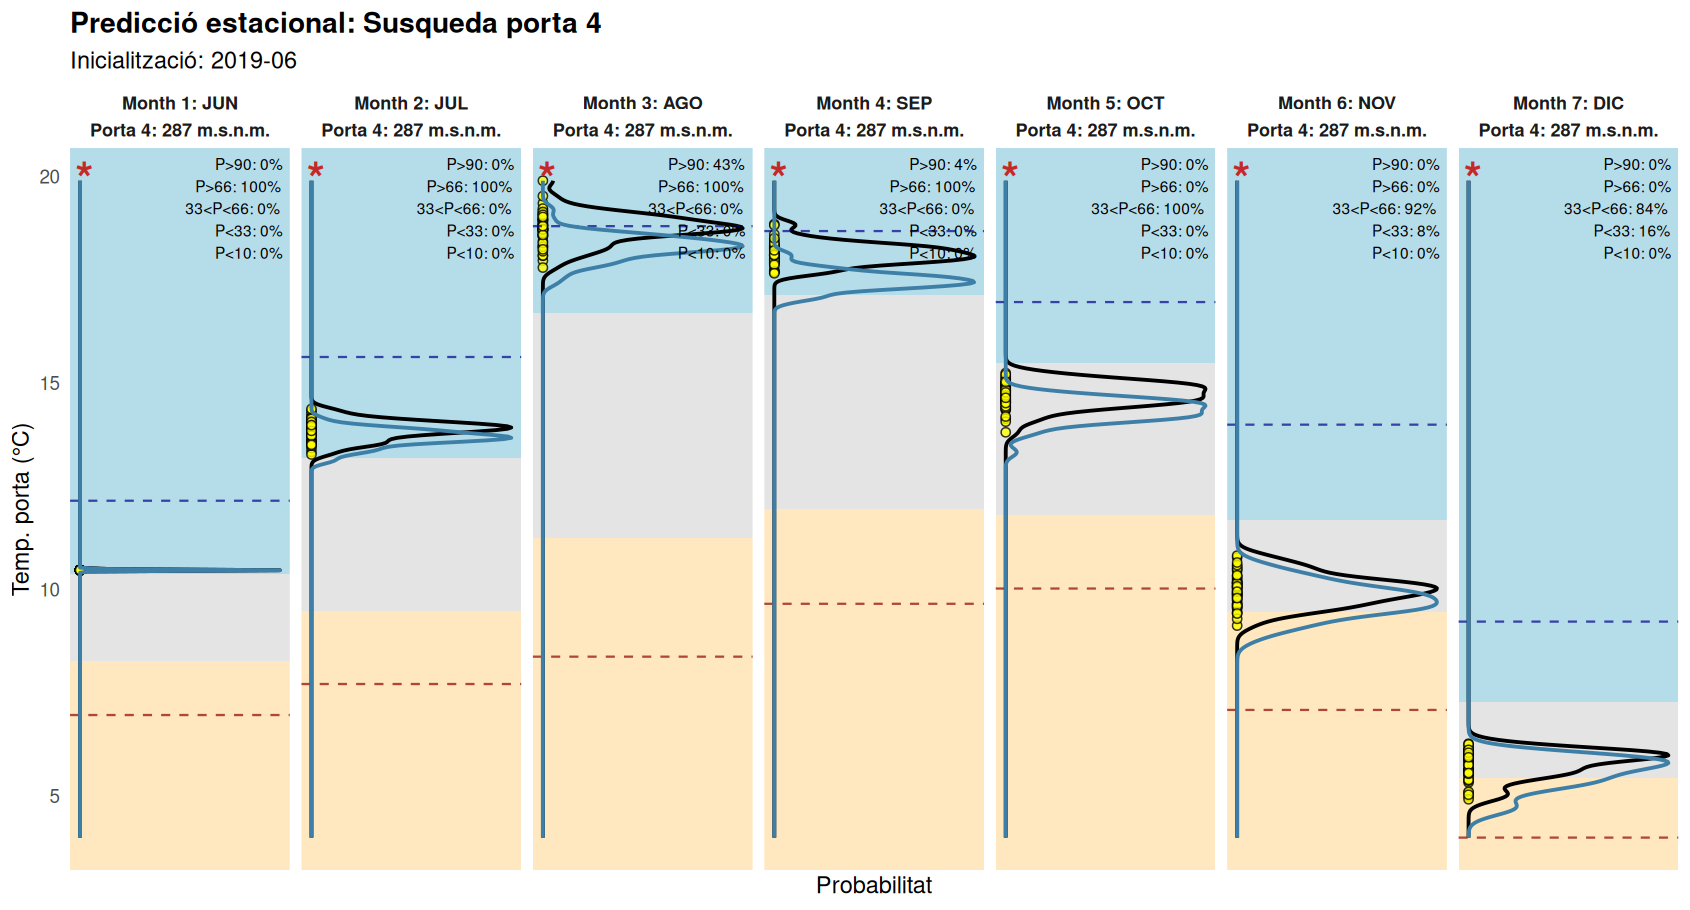 Predicció estacional: Susqueda porta 4
Inicialització: 2019-06
Month 1: JUN
Porta 4: 287 m.s.n.m.
Month 2: JUL
Porta 4: 287 m.s.n.m.
Month 3: AGO
Porta 4: 287 m.s.n.m.
Month 4: SEP
Porta 4: 287 m.s.n.m.
Month 5: OCT
Porta 4: 287 m.s.n.m.
Month 6: NOV
Porta 4: 287 m.s.n.m.
Month 7: DIC
Porta 4: 287 m.s.n.m.
Temp. porta (°C)
20
15
10
5
*
P>90: 0%
P>66: 100%
33<P<66: 0%
P<33: 0%
P<10: 0%
*
P>90: 0%
P>66: 100%
33<P<66: 0%
P<33: 0%
P<10: 0%
*
P>90: 43%
P>66: 100%
33<P<66: 0%
P<33: 0%
P<10: 0%
*
P>90: 4%
P>66: 100%
33<P<66: 0%
P<33: 0%
P<10: 0%
*
P>90: 0%
P>66: 0%
33<P<66: 100%
P<33: 0%
P<10: 0%
*
P>90: 0%
P>66: 0%
33<P<66: 92%
P<33: 8%
P<10: 0%
*
P>90: 0%
P>66: 0%
33<P<66: 84%
P<33: 16%
P<10: 0%
Probabilitat